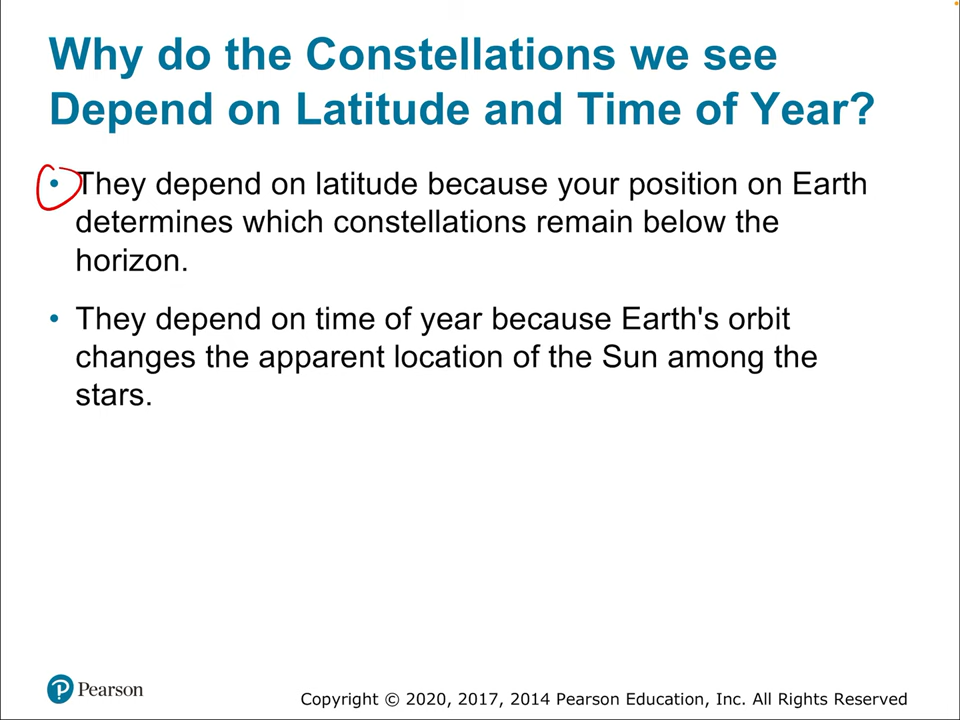 Why do the Constellations we see
Depend on Latitude and Time of Year?
• They depend on latitude because your position on Earth
determines which constellations remain below the
horizon.
• They depend on time of year because Earth's orbit
changes the apparent location of the Sun among the
stars.
Pearson
Copyright © 2020, 2017, 2014 Pearson Education, Inc. All Rights Reserved